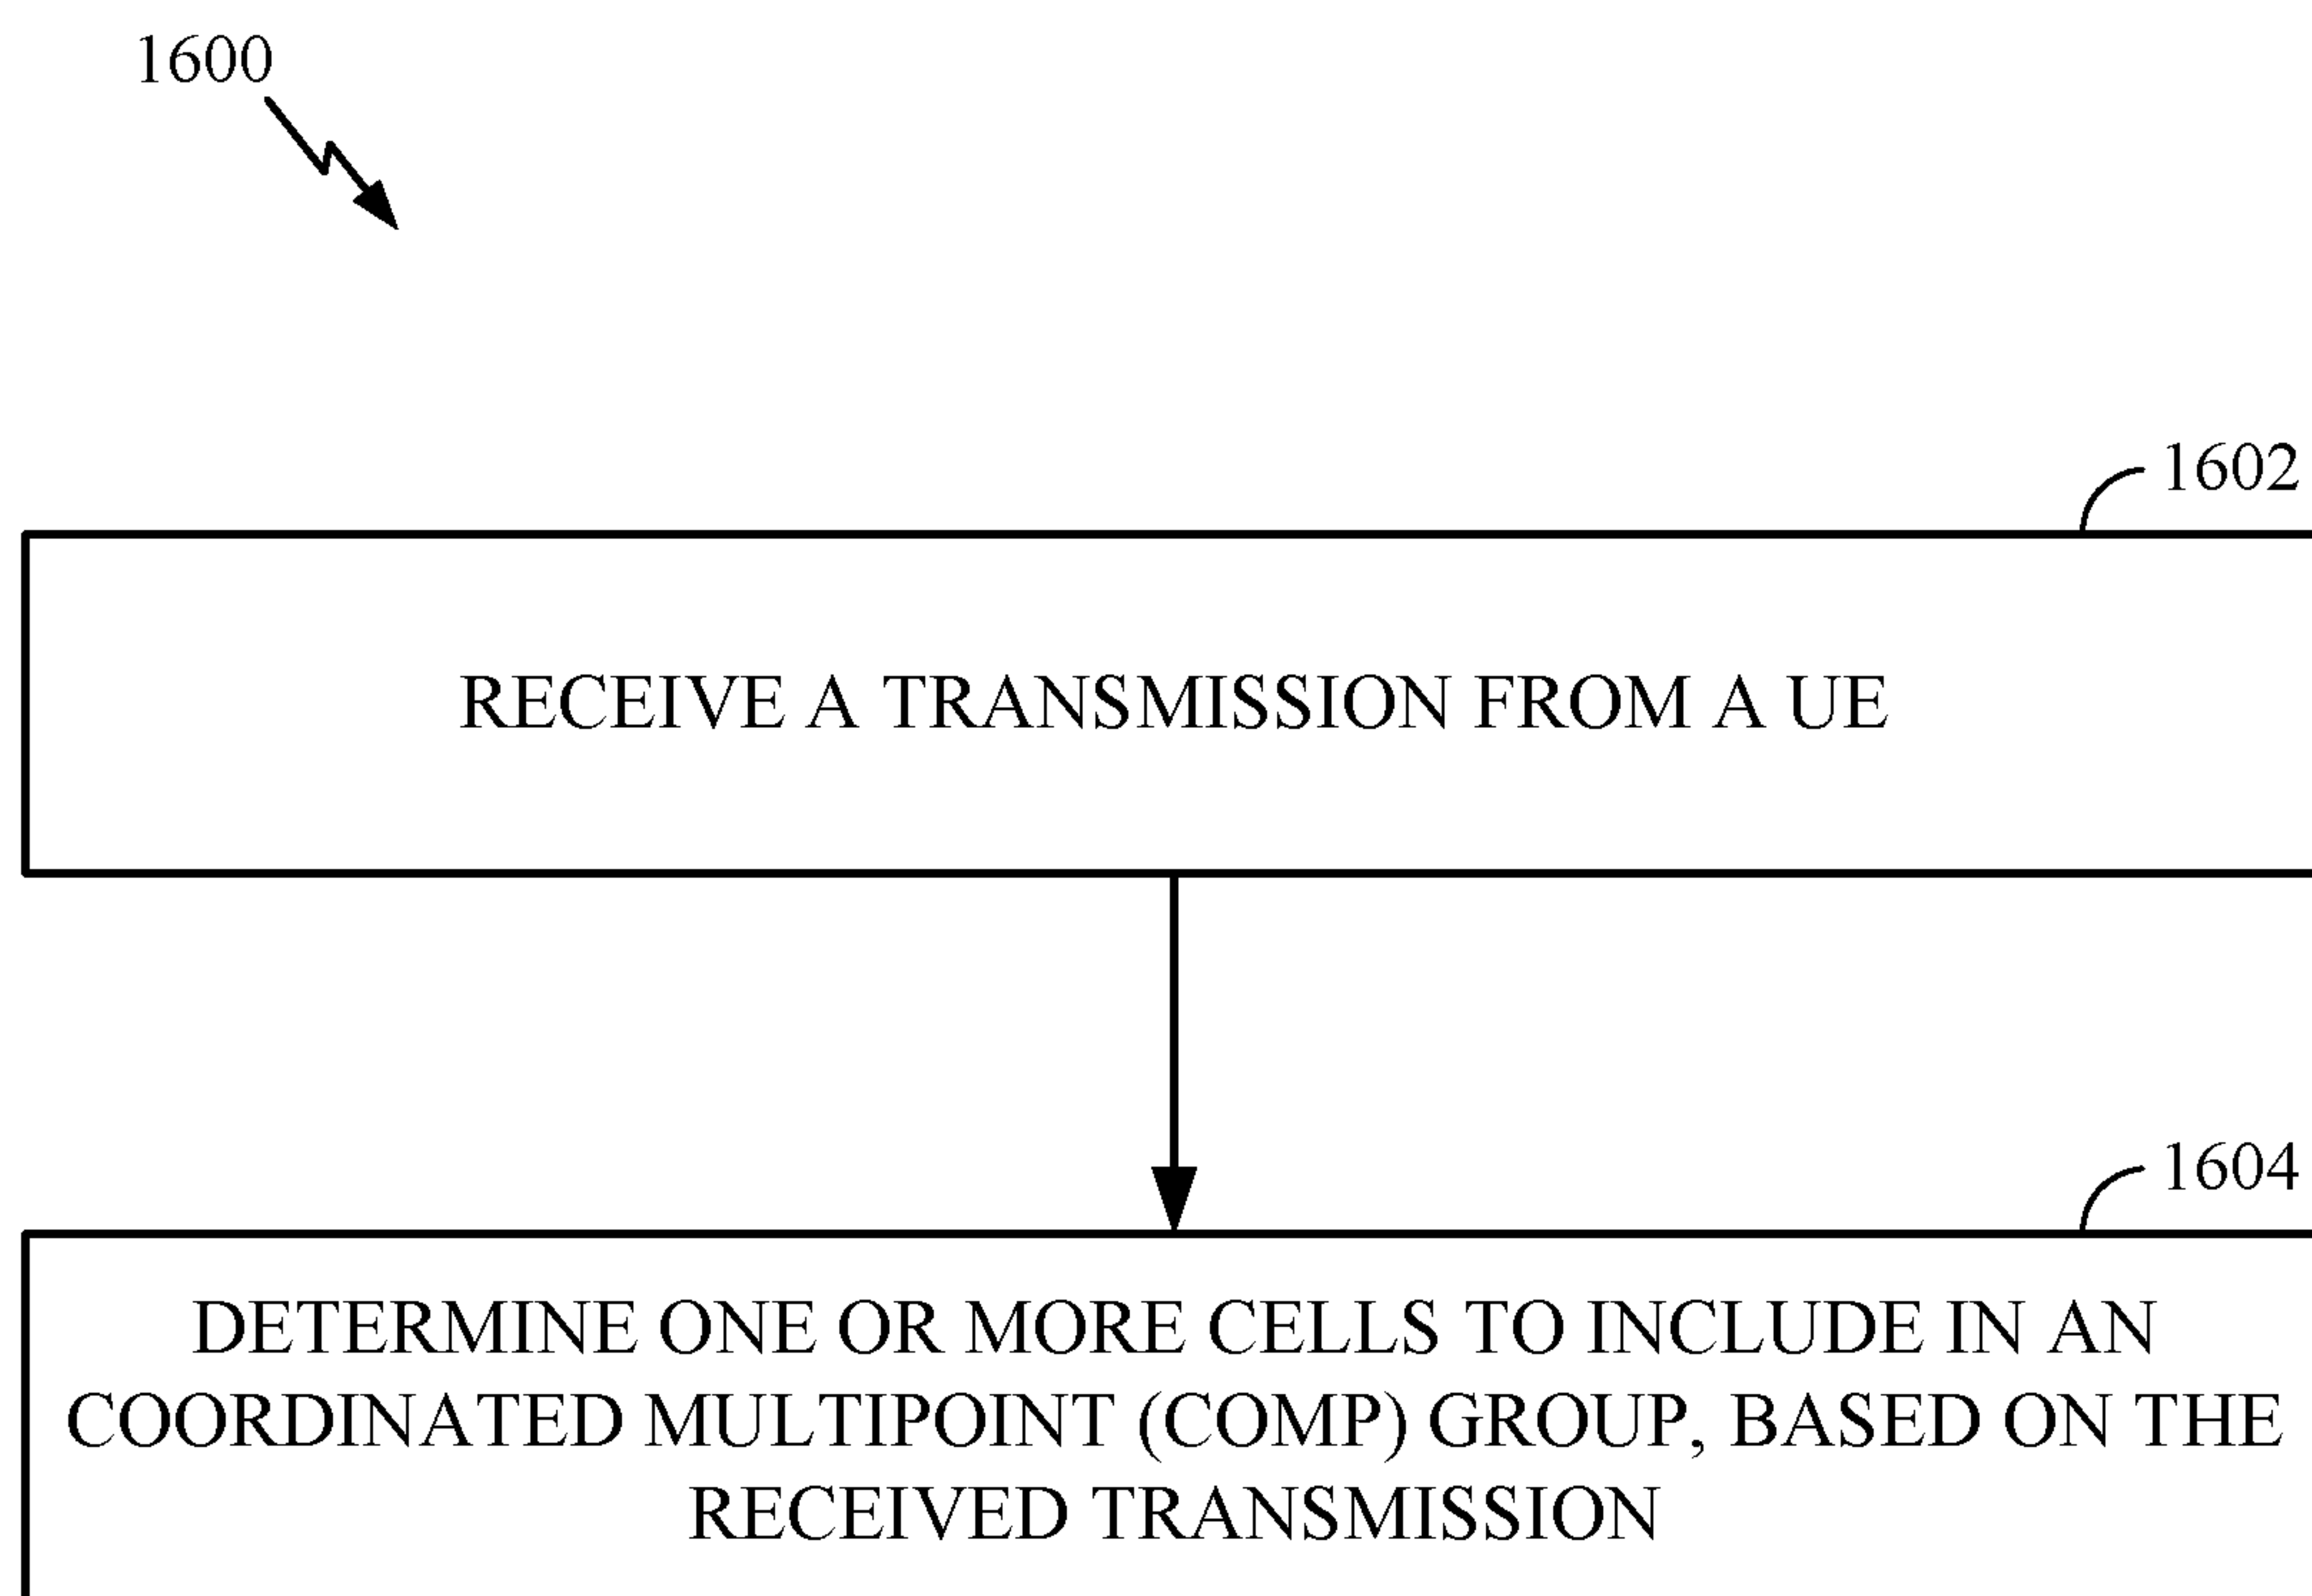 1600
1602
RECEIVE A TRANSMISSION FROM A UE
1604
DETERMINE ONE OR MORE CELLS TO INCLUDE IN AN
COORDINATED MULTIPOINT (COMP) GROUP, BASED ON THE
RECEIVED TRANSMISSION